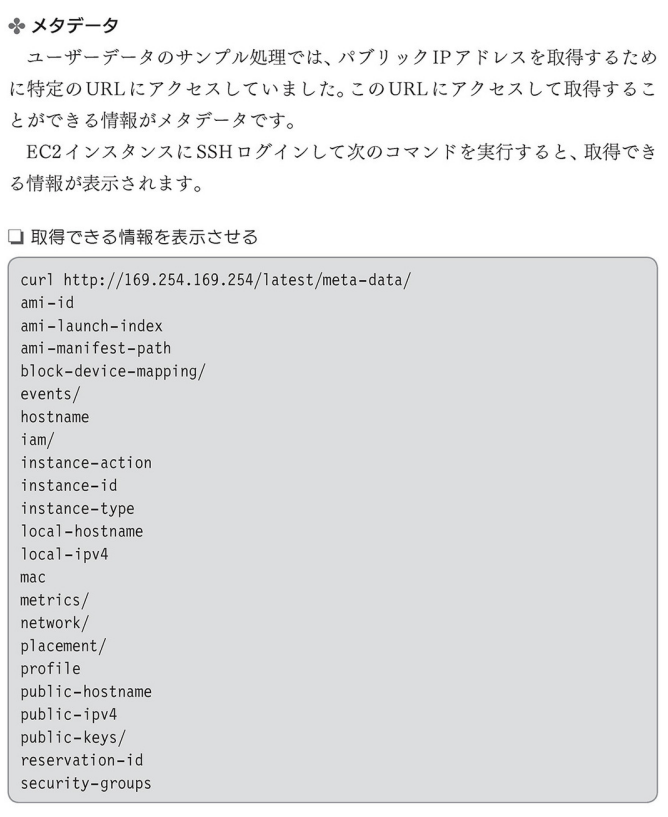 メタデータ
ユーザーデータのサンプル処理では、パブリックIPアドレスを取得するため
に特定のURLにアクセスしていました。このURLにアクセスして取得するこ
とができる情報がメタデータです。
EC2インスタンスにSSHログインして次のコマンドを実行すると、取得でき
る情報が表示されます。
取得できる情報を表示させる
curl http://169.254.169.254/latest/meta-data/
ami-id
ami-launch-index
ami-manifest-path
block-device-mapping/
events/
hostname
iam/
instance-action
instance-id
instance-type
local-hostname
local-ipv4
mac
metrics/
network/
placement/
profile
public-hostname
public-ipv4
public-keys/
reservation-id
security-groups